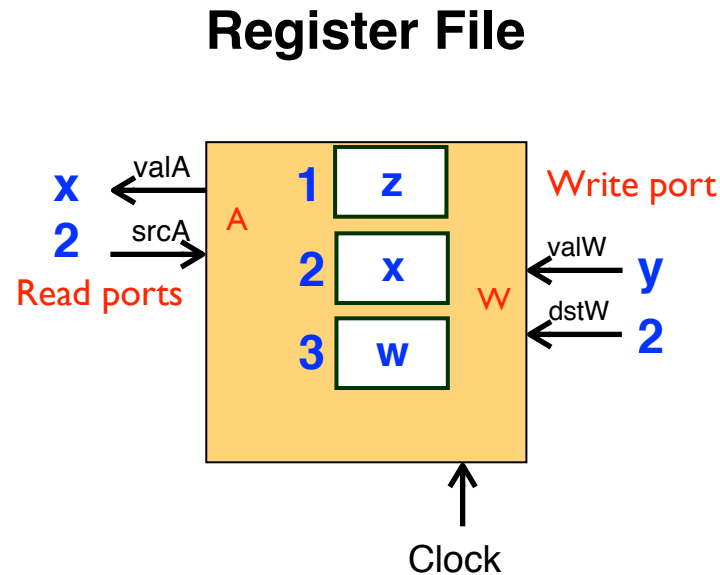 Register File
x
valA
2
srcA
Read ports
A
1
z
2
x
3
w
W
Write port
valW
y
dstW
2
Clock